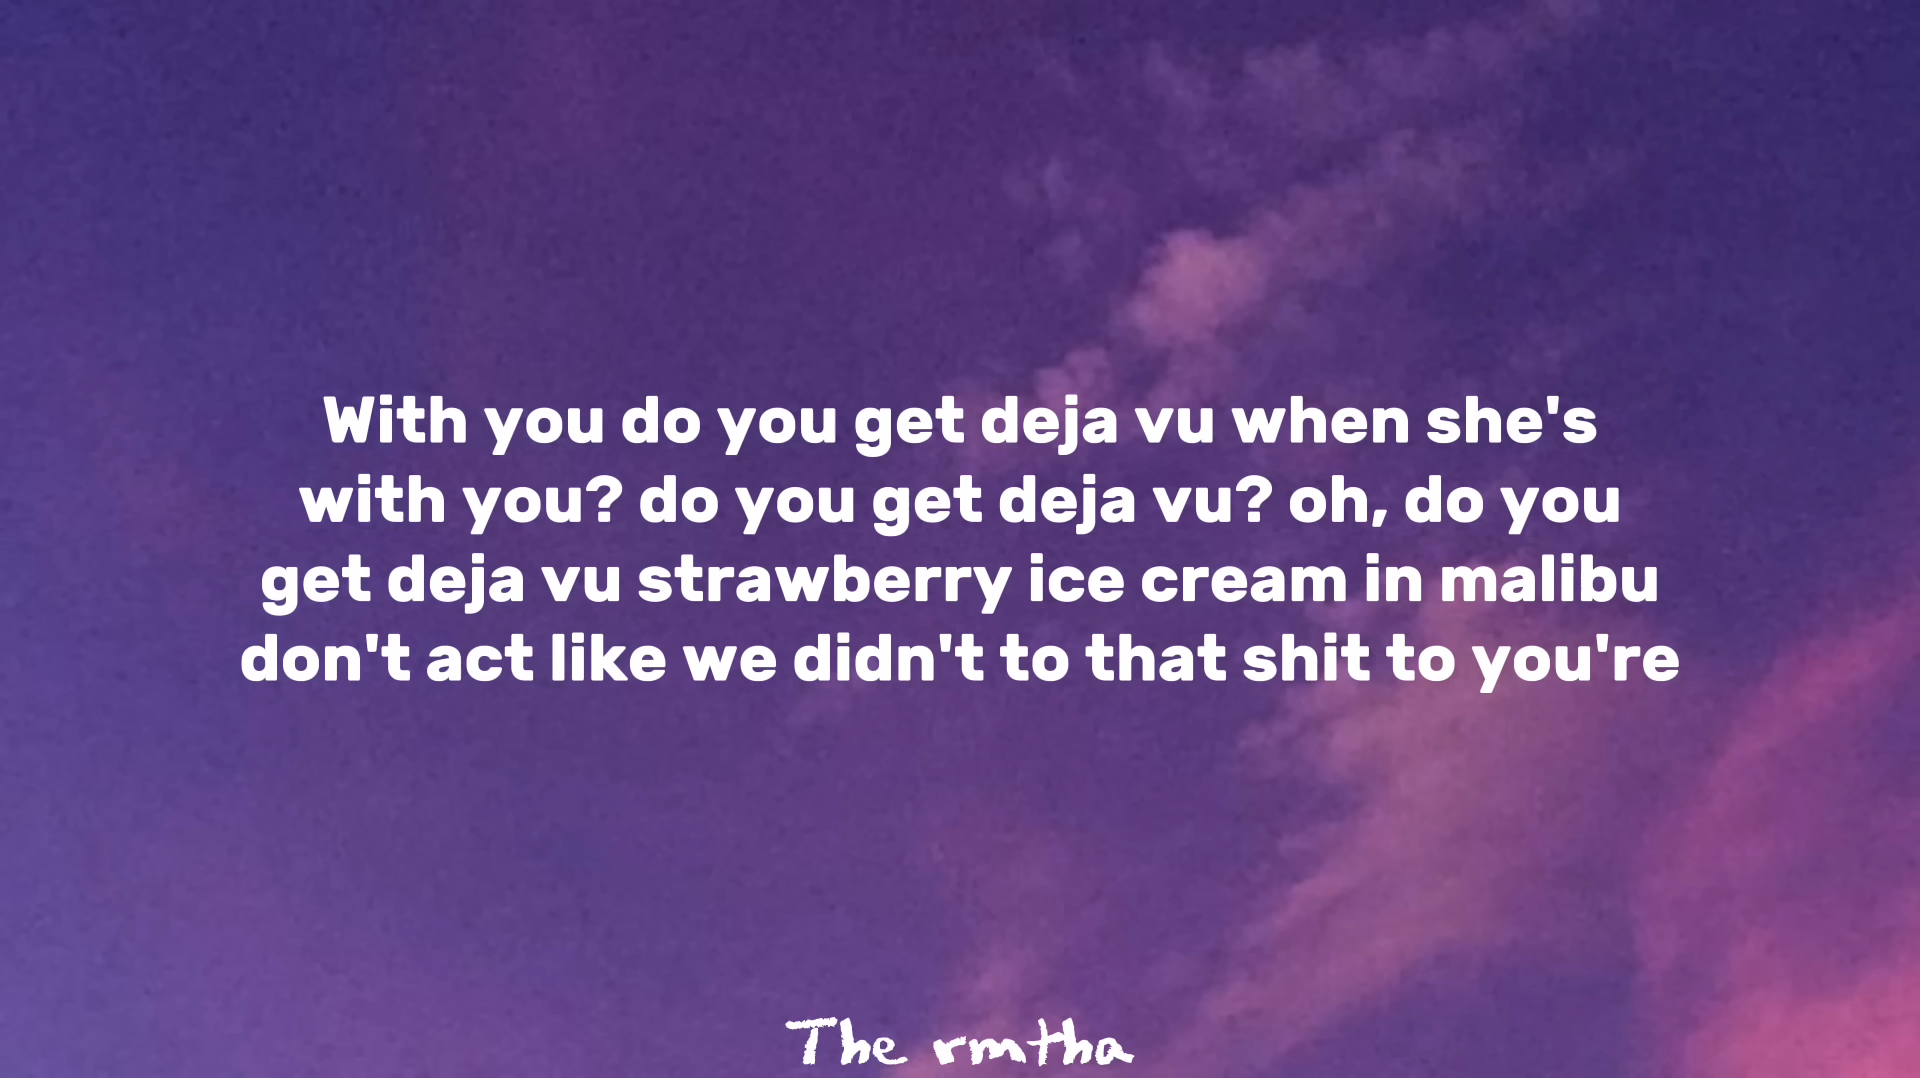 With you do you get deja vu when she's
with you? do you get deja vu? oh, do you
get deja vu strawberry ice cream in malibu
don't act like we didn't to that shit to you're
The rmtha